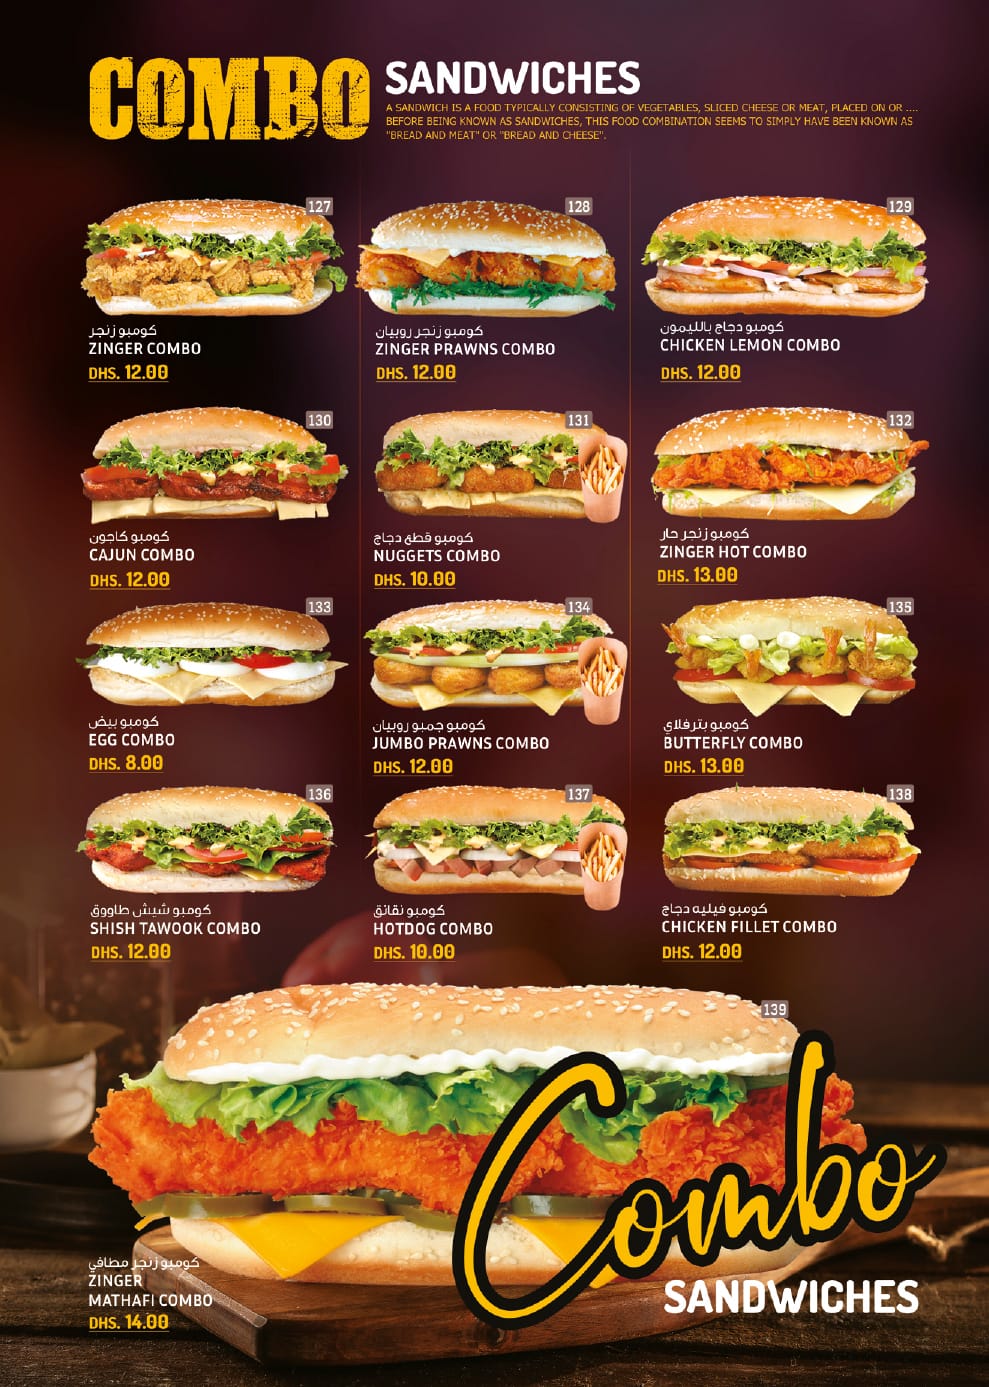 COMBO
SANDWICHES
A SANDWICH IS A FOOD TYPICALLY CONSISTING OF VEGETABLES, SLICED CHEESE OR MEAT, PLACED ON OR ....
BEFORE BEING KNOWN AS SANDWICHES, THIS FOOD COMBINATION SEEMS TO SIMPLY HAVE BEEN KNOWN AS
"BREAD AND MEAT" OR "BREAD AND CHEESE".
127
كومبو زنجر
ZINGER COMBO
DHS. 12.00
128
كومبو زنجر روبيان
ZINGER PRAWNS COMBO
DHS. 12.00
129
كومبو دجاج بالليمون
CHICKEN LEMON COMBO
DHS. 12.00
130
كومبو كاجون
CAJUN COMBO
DHS. 12.00
131
كومبو قطع دجاج
NUGGETS COMBO
DHS. 10.00
132
كومبو زنجر حار
ZINGER HOT COMBO
DHS. 13.00
133
كومبو بيض
EGG COMBO
DHS. 8.00
134
كومبو جمبو روبيان
JUMBO PRAWNS COMBO
DHS. 12.00
135
كومبو بترفلاي
BUTTERFLY COMBO
DHS. 13.00
136
كومبو شيش طاووق
SHISH TAWOOK COMBO
DHS. 12.00
137
كومبو نقانق
HOTDOG COMBO
DHS. 10.00
138
كومبو فيليه دجاج
CHICKEN FILLET COMBO
DHS. 12.00
139
كومبو زنجر مطافي
ZINGER
MATHAFI COMBO
DHS. 14.00
Combo
SANDWICHES